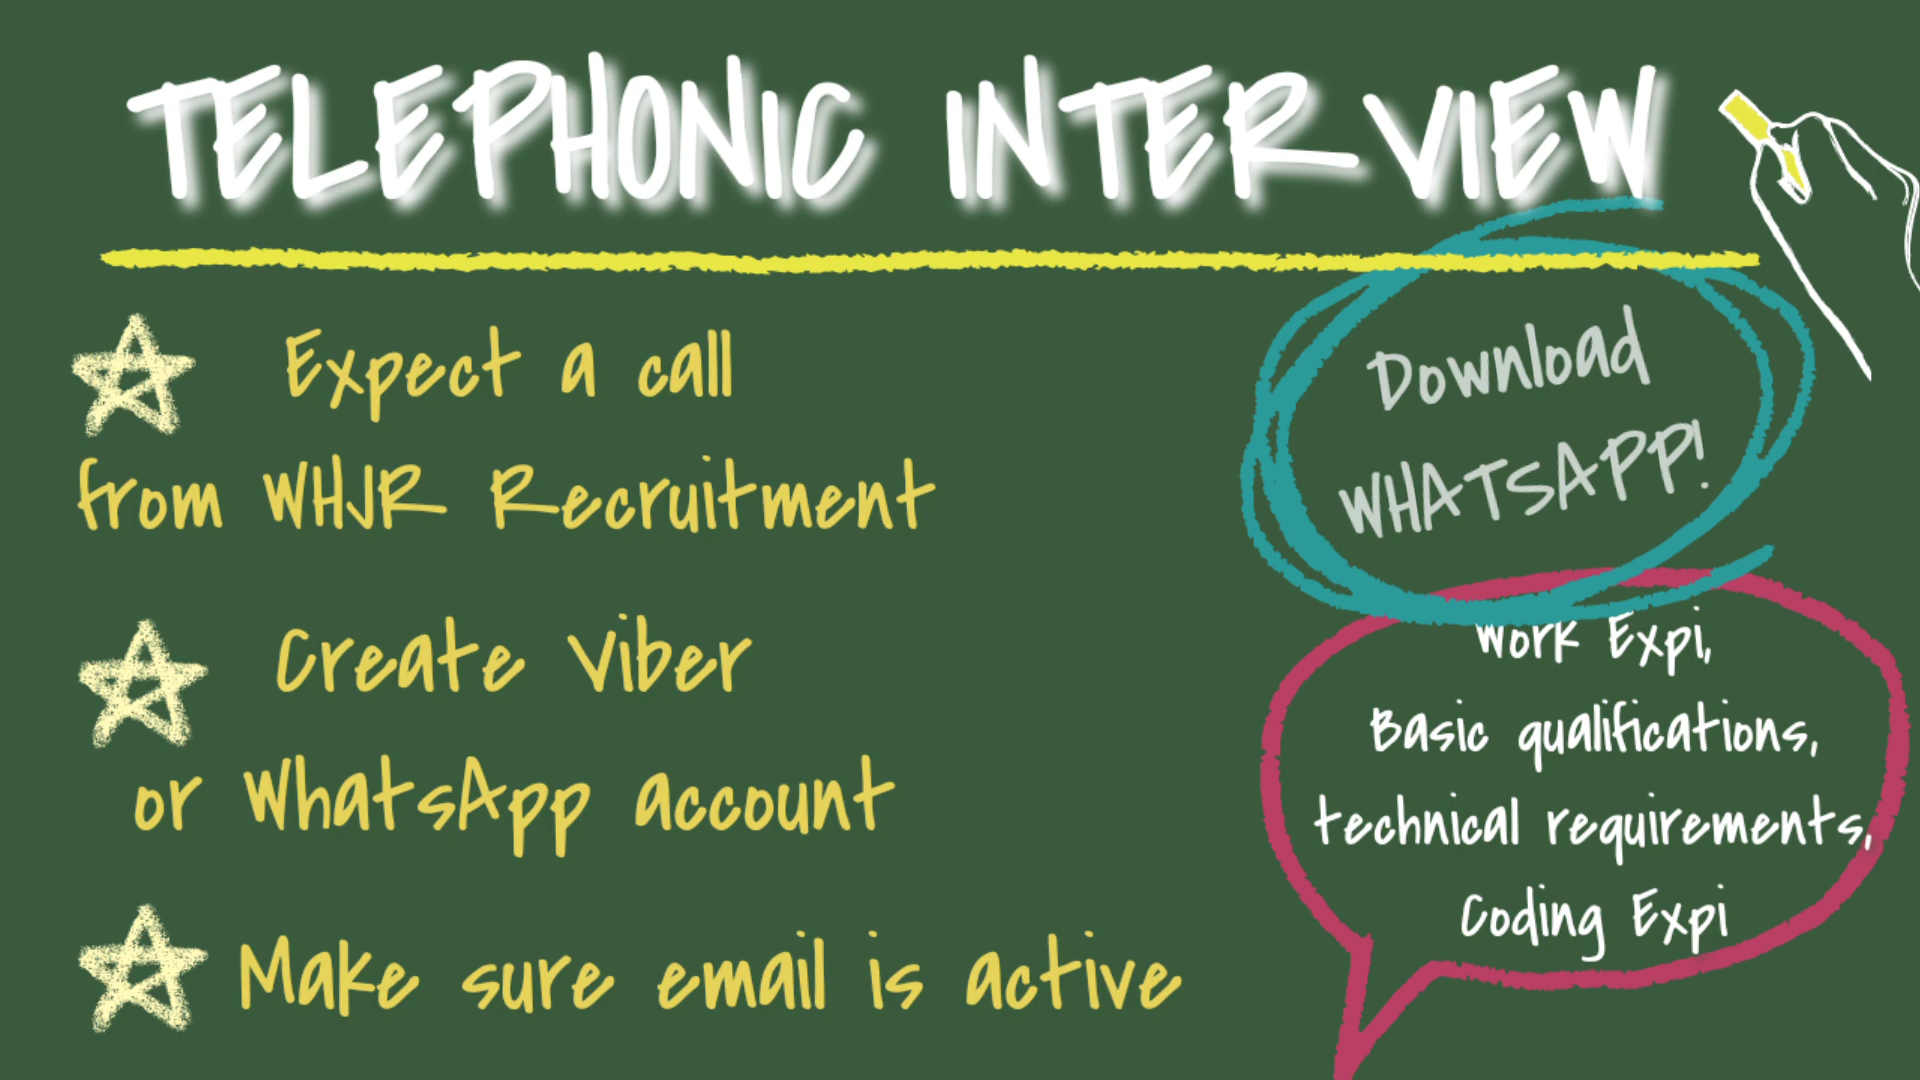 TELEPHONIC INTERVIEW
Expect a call
from WHJR Recruitment
Create Viber
or WhatsApp account
Make sure email is active
Download
WHATSAPP!
Work Expi,
Basic qualifications,
technical requirements,
Coding Expi